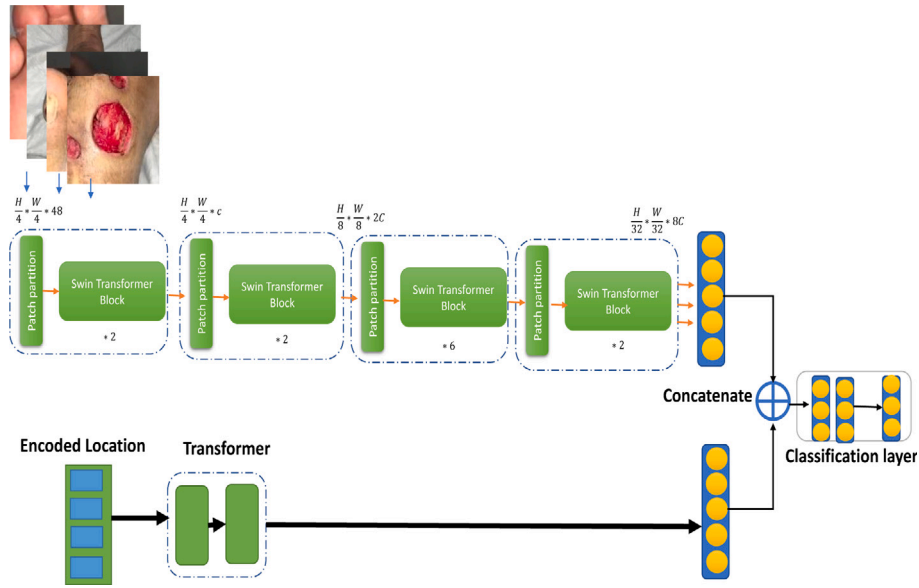 H/4 * W/4 * 48
H/4 * W/4 * c
H/8 * W/8 * 2C
H/32 * W/32 * 8C
Patch partition
Swin Transformer
Block
* 2
Patch partition
Swin Transformer
Block
* 2
Patch partition
Swin Transformer
Block
* 6
Patch partition
Swin Transformer
Block
* 2
Concatenate
Classification layer
Encoded Location
Transformer